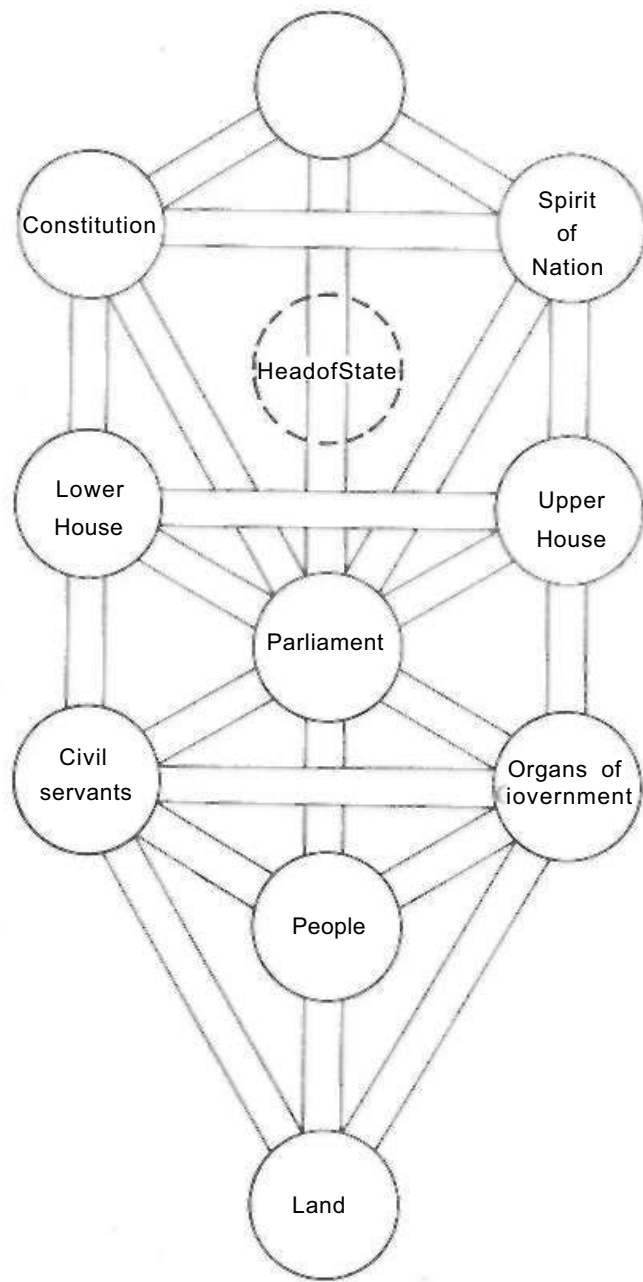 Constitution
Spirit
of
Nation
HeadofState
Lower
House
Upper
House
Parliament
Civil
servants
Organs of
iovernment
People
Land